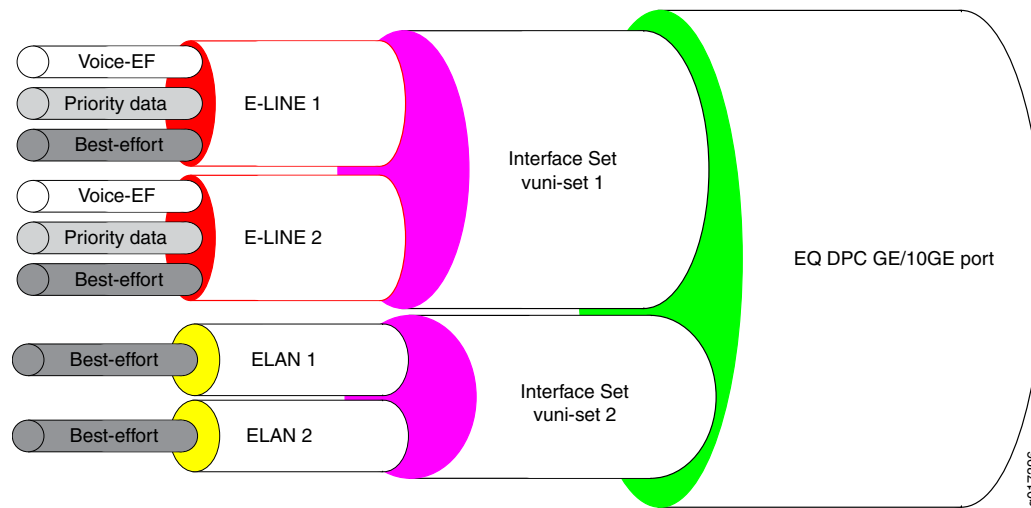 Voice-EF
Priority data
Best-effort
E-LINE 1
Voice-EF
Priority data
Best-effort
E-LINE 2
Interface Set
vuni-set 1
EQ DPC GE/10GE port
Best-effort
ELAN 1
Best-effort
ELAN 2
Interface Set
vuni-set 2